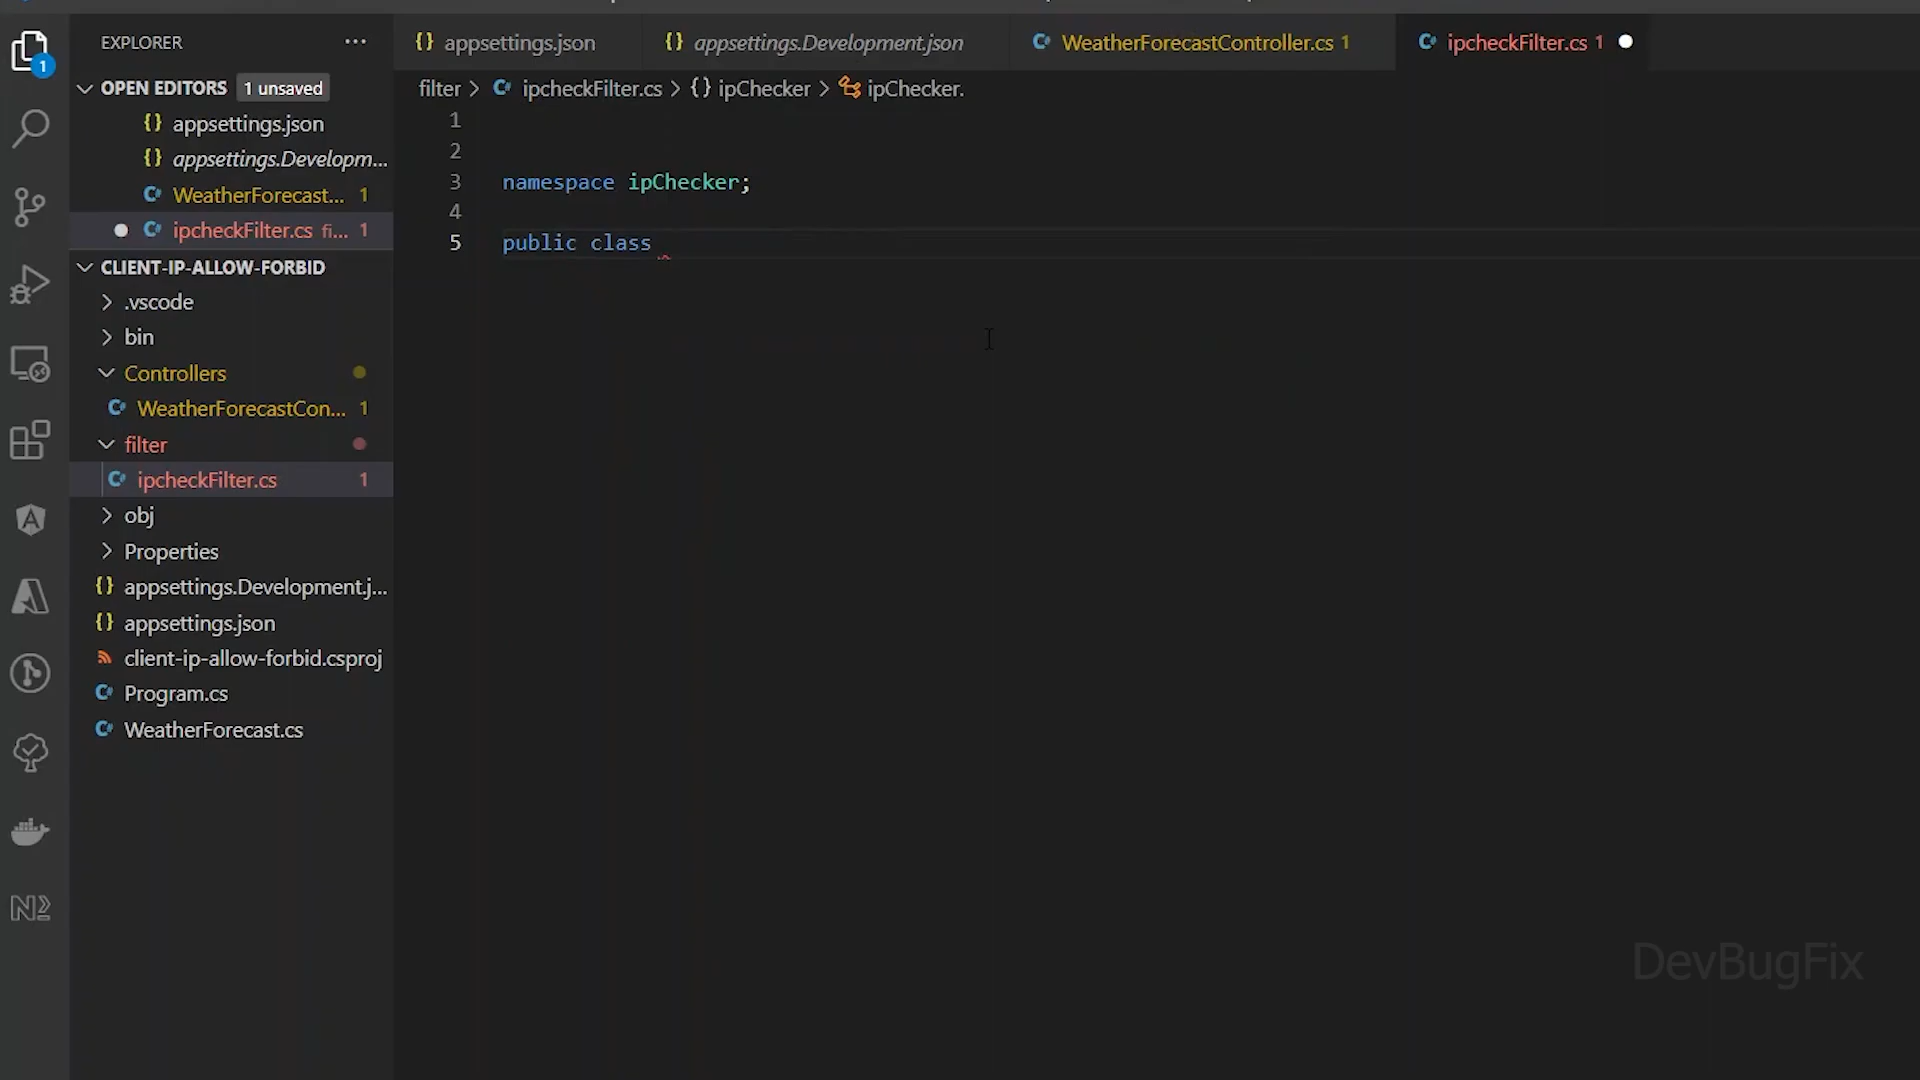 EXPLORER ···
OPEN EDITORS 1 unsaved
{} appsettings.json
{} appsettings.Developm...
WeatherForecast... 1
ipcheckFilter.cs fi... 1
CLIENT-IP-ALLOW-FORBID
.vscode
bin
Controllers
WeatherForecastCon... 1
filter
ipcheckFilter.cs 1
obj
Properties
{} appsettings.Development.j...
{} appsettings.json
client-ip-allow-forbid.csproj
Program.cs
WeatherForecast.cs
1
{} appsettings.json {} appsettings.Development.json WeatherForecastController.cs 1 ipcheckFilter.cs 1
filter > ipcheckFilter.cs > {} ipChecker > ipChecker.
1
2
3 namespace ipChecker;
4
5 public class
DevBugFix